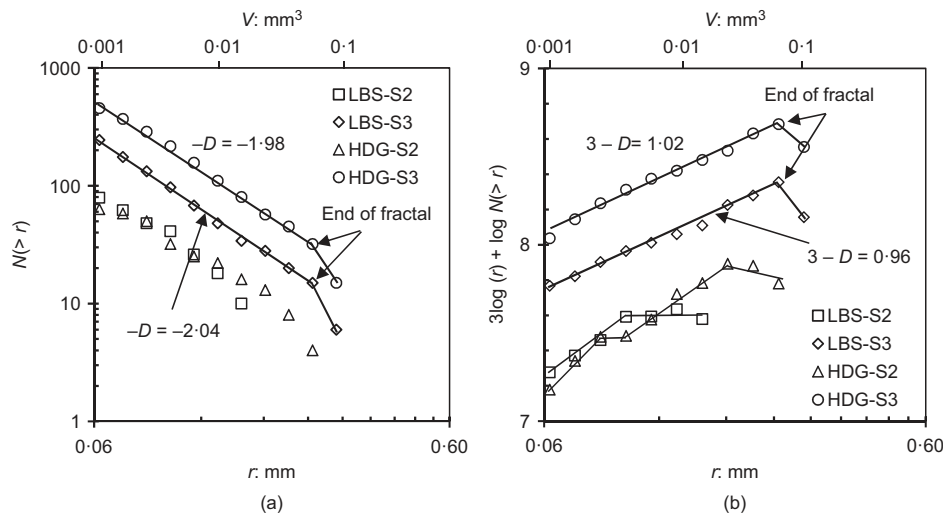 V: mm³
0·001 0·01 0·1
1000
100
10
1
N(> r)
LBS-S2
LBS-S3
HDG-S2
HDG-S3
–D = –1·98
End of fractal
–D = –2·04
0·06 0·60
r: mm
(a)
V: mm³
0·001 0·01 0·1
9
8
7
3log (r) + log N(> r)
End of fractal
3 – D= 1·02
3 – D = 0·96
LBS-S2
LBS-S3
HDG-S2
HDG-S3
0·06 0·60
r: mm
(b)